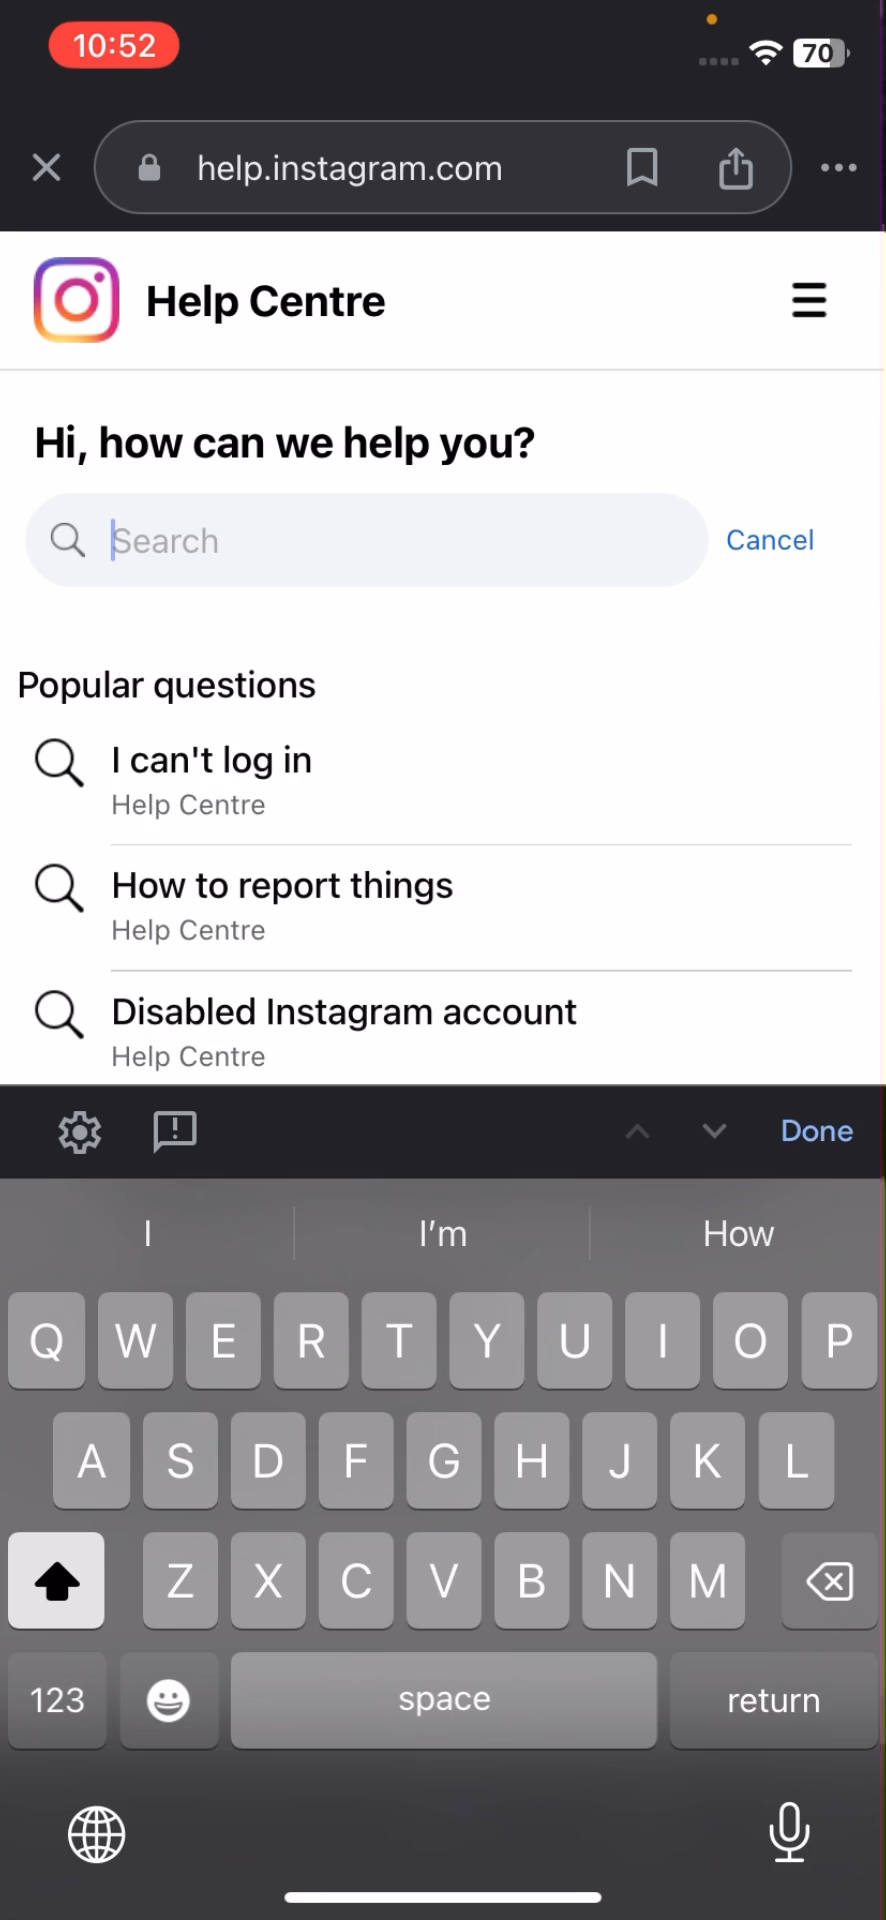 10:52
70
help.instagram.com
Help Centre
Hi, how can we help you?
Search
Cancel
Popular questions
I can't log in
Help Centre
How to report things
Help Centre
Disabled Instagram account
Help Centre
Done
I
I'm
How
Q W E R T Y U I O P
A S D F G H J K L
Z X C V B N M
123
space
return